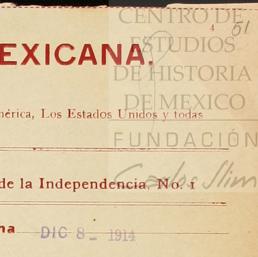 CENTRO DE
4 51
ESTUDIOS
EXICANA.
DE HISTORIA
DE MEXICO
mérica, Los Estados Unidos y todas
FUNDACIÓN
Carlos Slim
de la Independencia, No. 1
na DIC 8- 1914